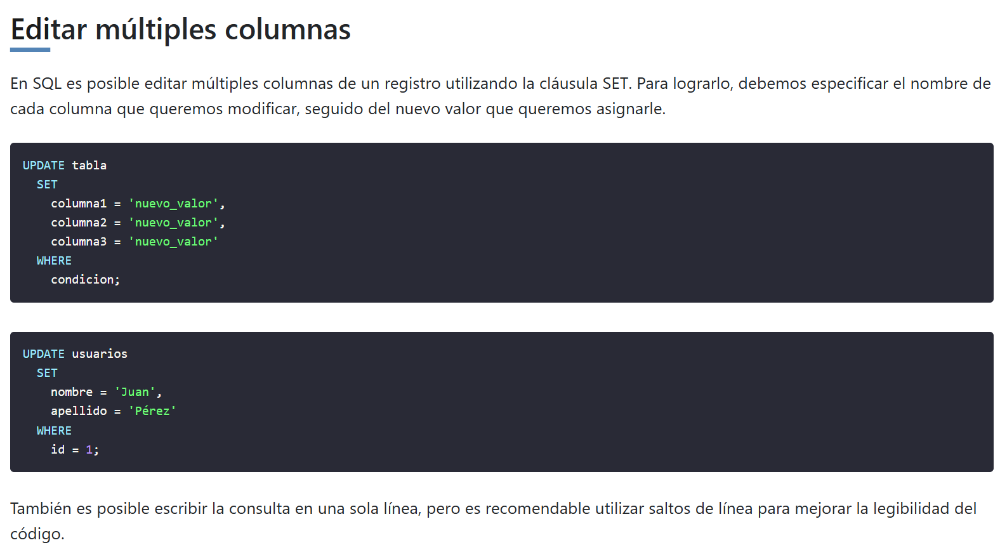 Editar múltiples columnas
En SQL es posible editar múltiples columnas de un registro utilizando la cláusula SET. Para lograrlo, debemos especificar el nombre de
cada columna que queremos modificar, seguido del nuevo valor que queremos asignarle.
UPDATE tabla
  SET
    columna1 = 'nuevo_valor',
    columna2 = 'nuevo_valor',
    columna3 = 'nuevo_valor'
  WHERE
    condicion;
UPDATE usuarios
  SET
    nombre = 'Juan',
    apellido = 'Pérez'
  WHERE
    id = 1;
También es posible escribir la consulta en una sola línea, pero es recomendable utilizar saltos de línea para mejorar la legibilidad del
código.